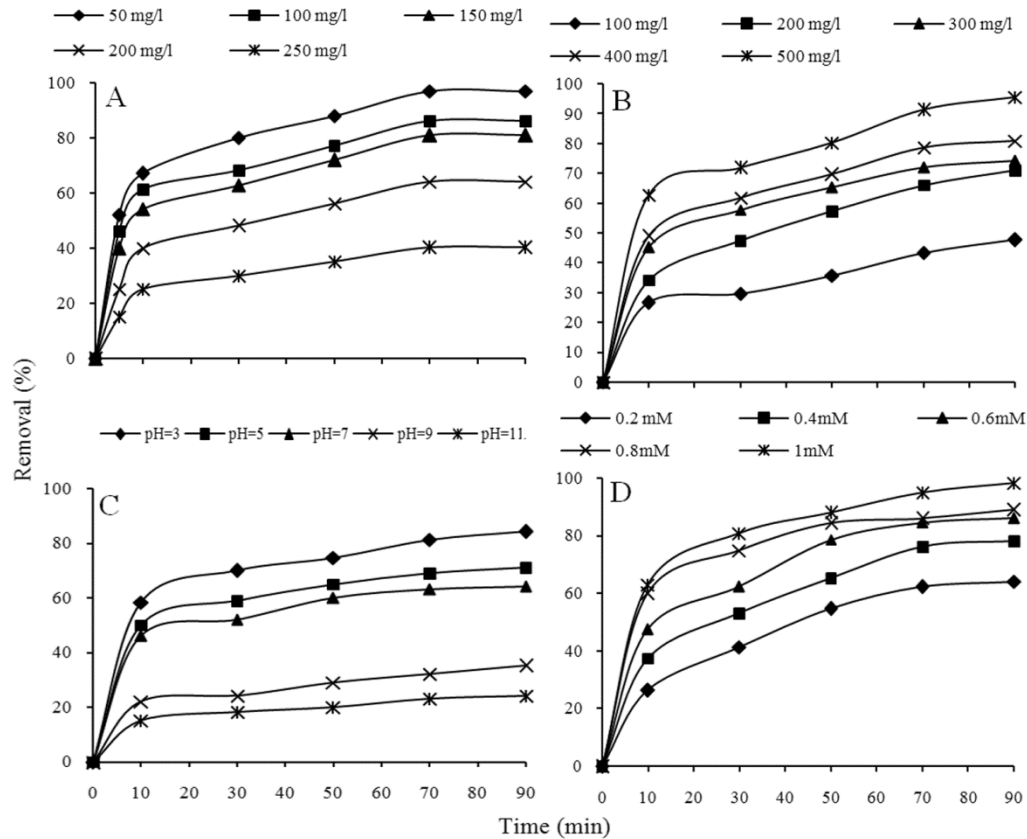 50 mg/l 100 mg/l 150 mg/l
200 mg/l 250 mg/l
A
100
80
60
40
20
0
100 mg/l 200 mg/l 300 mg/l
400 mg/l 500 mg/l
B
100
90
80
70
60
50
40
30
20
10
0
Removal (%)
pH=3 pH=5 pH=7 pH=9 pH=11.
C
100
80
60
40
20
0
0 10 20 30 40 50 60 70 80 90
0.2 mM 0.4mM 0.6mM
0.8mM 1mM
D
100
80
60
40
20
0
0 10 20 30 40 50 60 70 80 90
Time (min)